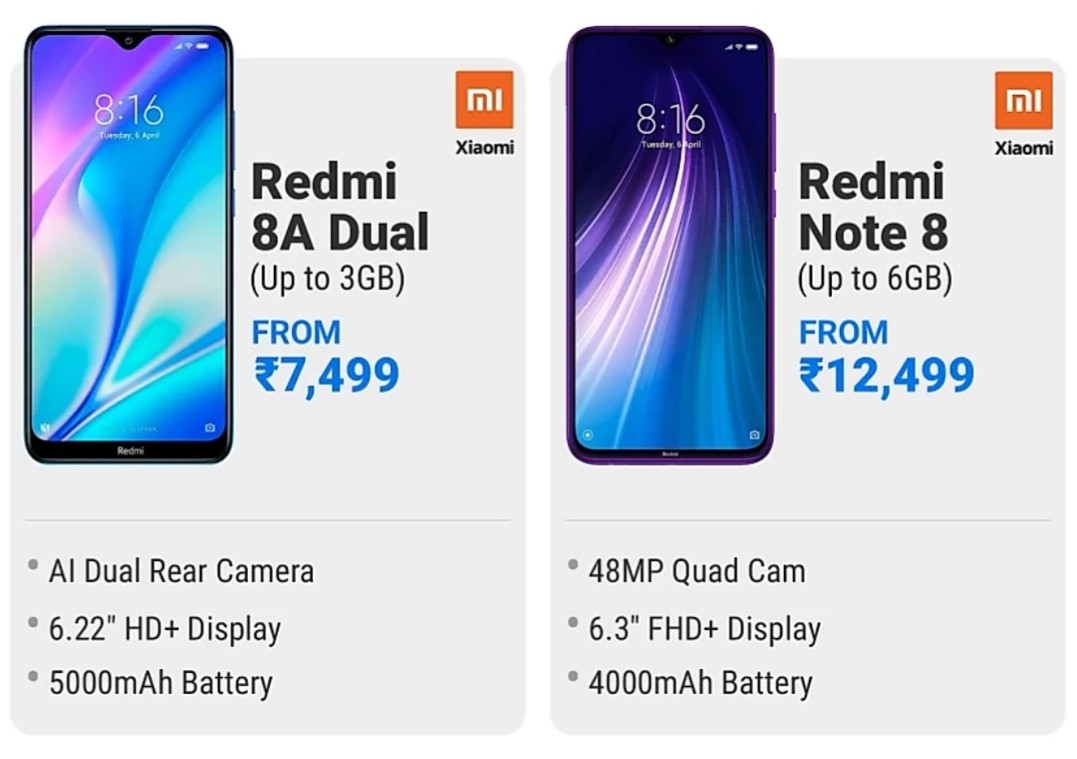 8:16
Tuesday, 6 April
Redmi
mi
Xiaomi
Redmi
8A Dual
(Up to 3GB)
FROM
₹7,499
• AI Dual Rear Camera
• 6.22" HD+ Display
• 5000mAh Battery
8:16
Tuesday, 6 April
Redmi
mi
Xiaomi
Redmi
Note 8
(Up to 6GB)
FROM
₹12,499
• 48MP Quad Cam
• 6.3" FHD+ Display
• 4000mAh Battery